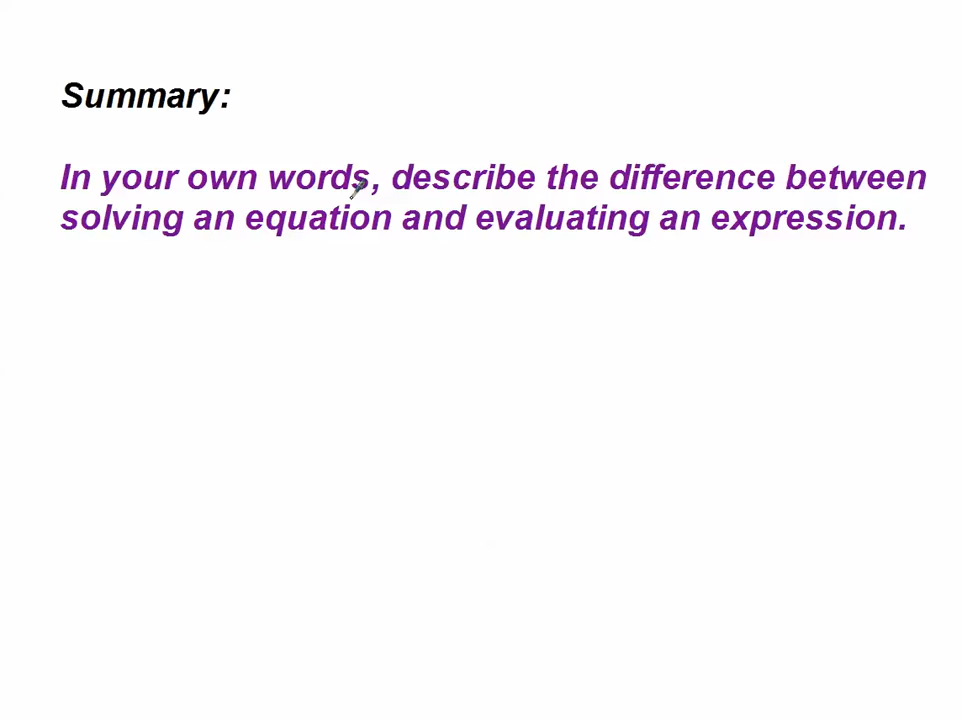 Summary:
In your own words, describe the difference between
solving an equation and evaluating an expression.